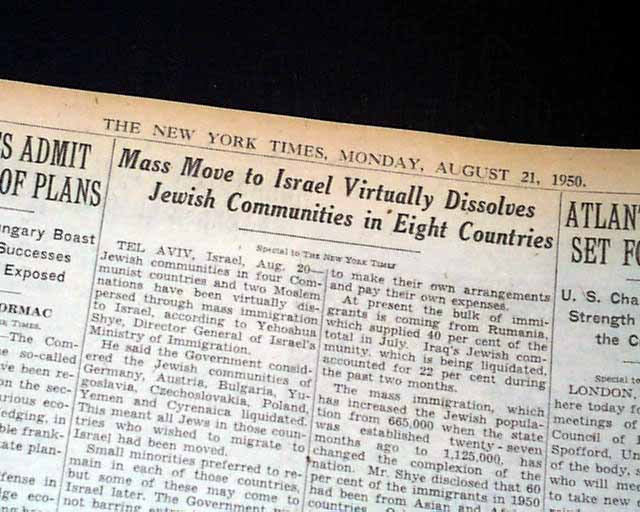 THE NEW YORK TIMES, MONDAY, AUGUST 21, 1950.
S ADMIT
OF PLANS
ngary Boast
Successes
Exposed
ORMAC
TIMES.
—The Com-
e so-called
ave been re-
on the sec-
arious eco-
edging, in
ble frank-
tate plan-
ffense in
ge eco-
Mass Move to Israel Virtually Dissolves
Jewish Communities in Eight Countries
Special to THE NEW YORK TIMES
TEL AVIV, Israel, Aug. 20—
Jewish communities in four Com-
munist countries and two Moslem
nations have been virtually dis-
persed through mass immigration
to Israel, according to Yehoshua
Shye, Director General of Israel's
Ministry of Immigration.
He said the Government consid-
ered the Jewish communities of
Germany, Austria, Bulgaria, Yu-
goslavia, Czechoslovakia, Poland,
Yemen and Cyrenaica liquidated.
This meant all Jews in those coun-
tries who wished to migrate to
Israel had been moved.
Small minorities preferred to re-
main in each of those countries,
but some of these may come to
Israel later. The Government
not barring
to make their own arrangements
and pay their own expenses.
At present the bulk of immi-
grants is coming from Rumania,
which supplied 40 per cent of the
total in July. Iraq's Jewish com-
munity, which is being liquidated,
accounted for 22 per cent during
the past two months.
The mass immigration, which
has increased the Jewish popula-
tion from 665,000 when the state
was established twenty-seven
months ago to 1,125,000, has
changed the complexion of the
nation. Mr. Shye disclosed that 60
per cent of the immigrants in 1950
had been from Asian and
countries
ATLAN
SET FO
U. S. Cha
Strength
the C
Special
LONDON,
here today
meetings of
Council of
Spofford, Un
of the body,
who will mee
to take new